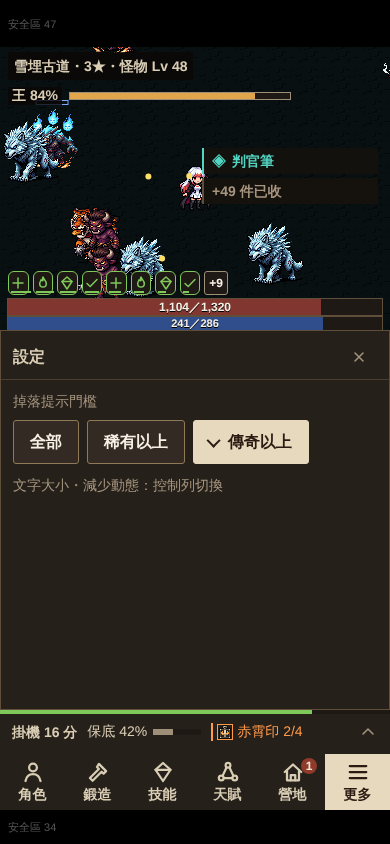 安全區 47
雪埋古道・3★・怪物 Lv 48
王 84%
◈ 判官筆
+49 件已收
+9
1,104／1,320
241／286
設定
×
掉落提示門檻
全部
稀有以上
傳奇以上
文字大小・減少動態：控制列切換
掛機 16 分
保底 42%
赤霄印 2/4
角色
鍛造
技能
天賦
營地
1
更多
安全區 34